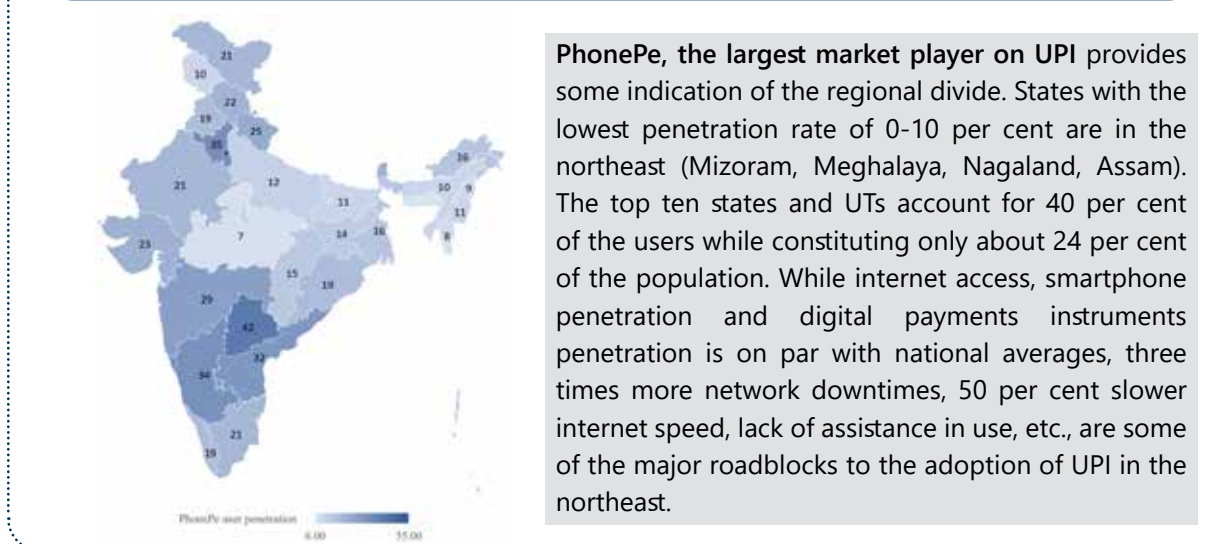 21
10
22
19
25
35
16
21
12
10
9
11
11
23
7
14
16
8
15
19
29
42
32
34
21
19
PhonePe user penetration
6.00
55.00
PhonePe, the largest market player on UPI provides
some indication of the regional divide. States with the
lowest penetration rate of 0-10 per cent are in the
northeast (Mizoram, Meghalaya, Nagaland, Assam).
The top ten states and UTs account for 40 per cent
of the users while constituting only about 24 per cent
of the population. While internet access, smartphone
penetration and digital payments instruments
penetration is on par with national averages, three
times more network downtimes, 50 per cent slower
internet speed, lack of assistance in use, etc., are some
of the major roadblocks to the adoption of UPI in the
northeast.